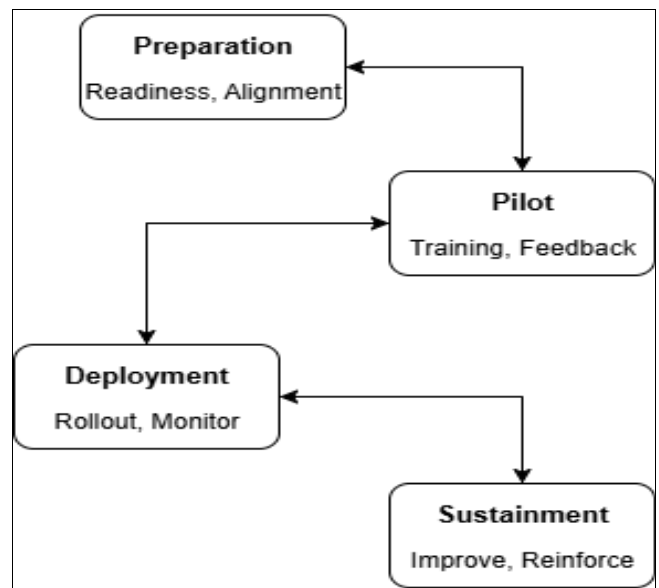 Preparation
Readiness, Alignment
Pilot
Training, Feedback
Deployment
Rollout, Monitor
Sustainment
Improve, Reinforce